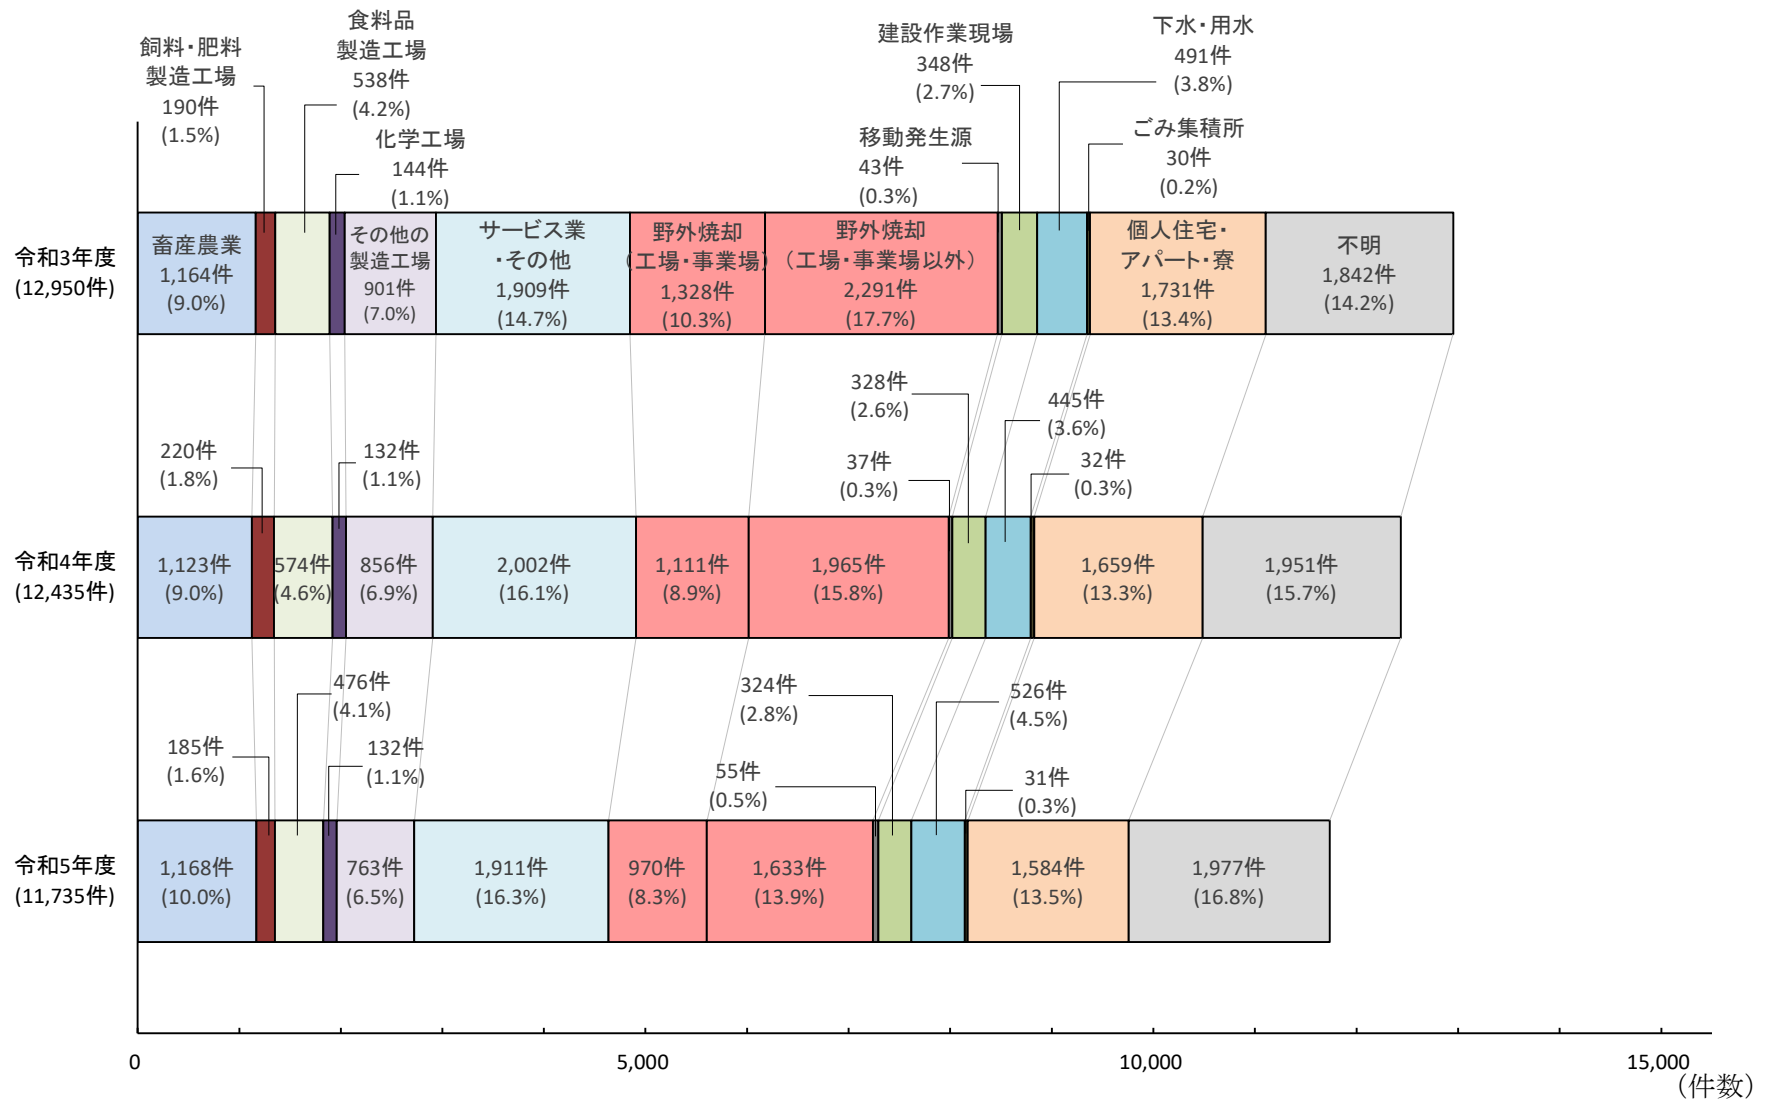 飼料・肥料
製造工場
190件
(1.5%)
食料品
製造工場
538件
(4.2%)
化学工場
144件
(1.1%)
建設作業現場
348件
(2.7%)
移動発生源
43件
(0.3%)
下水・用水
491件
(3.8%)
ごみ集積所
30件
(0.2%)
令和3年度
(12,950件)
畜産農業
1,164件
(9.0%)
その他の
製造工場
901件
(7.0%)
サービス業
・その他
1,909件
(14.7%)
野外焼却
(工場・事業場)
1,328件
(10.3%)
野外焼却
(工場・事業場以外)
2,291件
(17.7%)
個人住宅・
アパート・寮
1,731件
(13.4%)
不明
1,842件
(14.2%)
220件
(1.8%)
132件
(1.1%)
328件
(2.6%)
37件
(0.3%)
445件
(3.6%)
32件
(0.3%)
令和4年度
(12,435件)
1,123件
(9.0%)
574件
(4.6%)
856件
(6.9%)
2,002件
(16.1%)
1,111件
(8.9%)
1,965件
(15.8%)
1,659件
(13.3%)
1,951件
(15.7%)
185件
(1.6%)
476件
(4.1%)
132件
(1.1%)
324件
(2.8%)
55件
(0.5%)
526件
(4.5%)
31件
(0.3%)
令和5年度
(11,735件)
1,168件
(10.0%)
763件
(6.5%)
1,911件
(16.3%)
970件
(8.3%)
1,633件
(13.9%)
1,584件
(13.5%)
1,977件
(16.8%)
0
5,000
10,000
15,000
(件数)